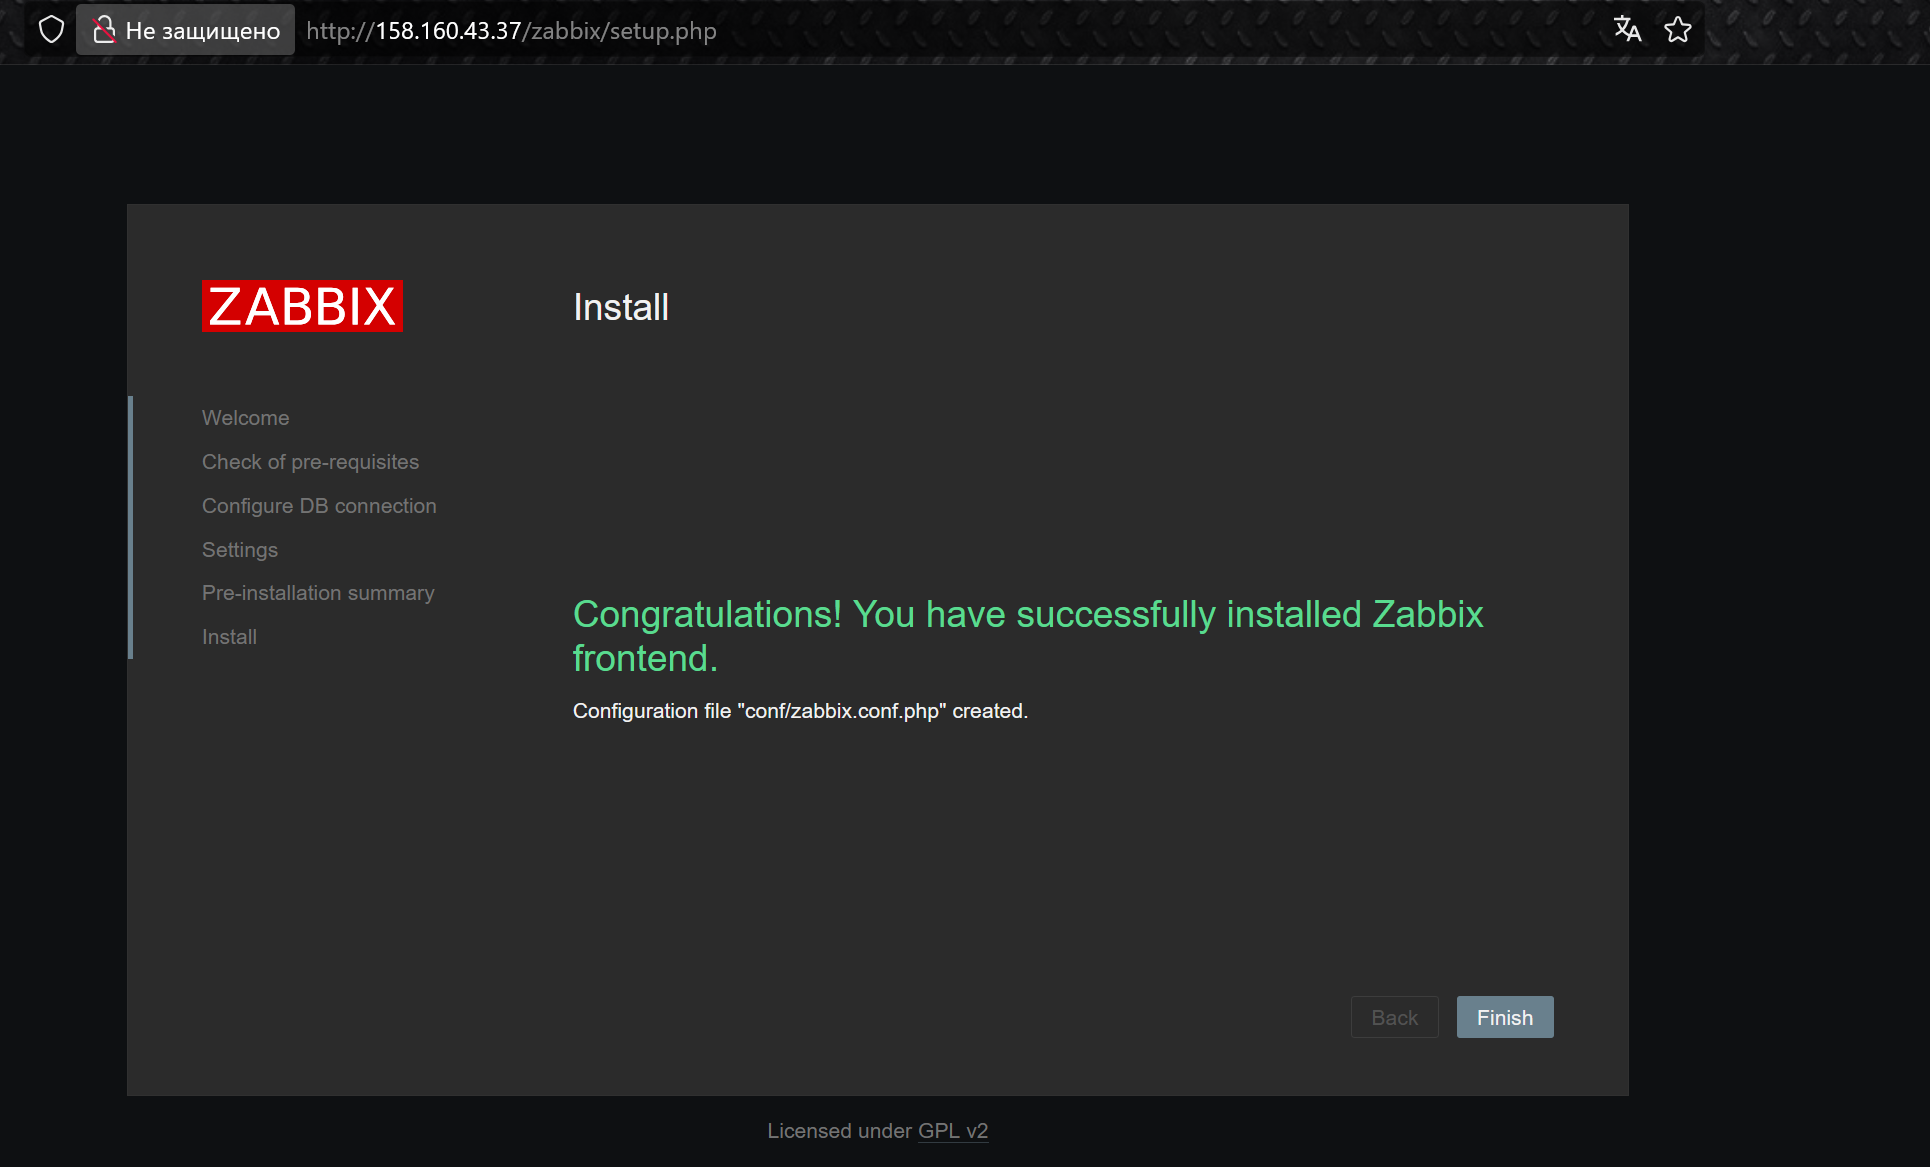 Не защищено http://158.160.43.37/zabbix/setup.php
ZABBIX
Install
Welcome
Check of pre-requisites
Configure DB connection
Settings
Pre-installation summary
Install
Congratulations! You have successfully installed Zabbix
frontend.
Configuration file "conf/zabbix.conf.php" created.
Back Finish
Licensed under GPL v2